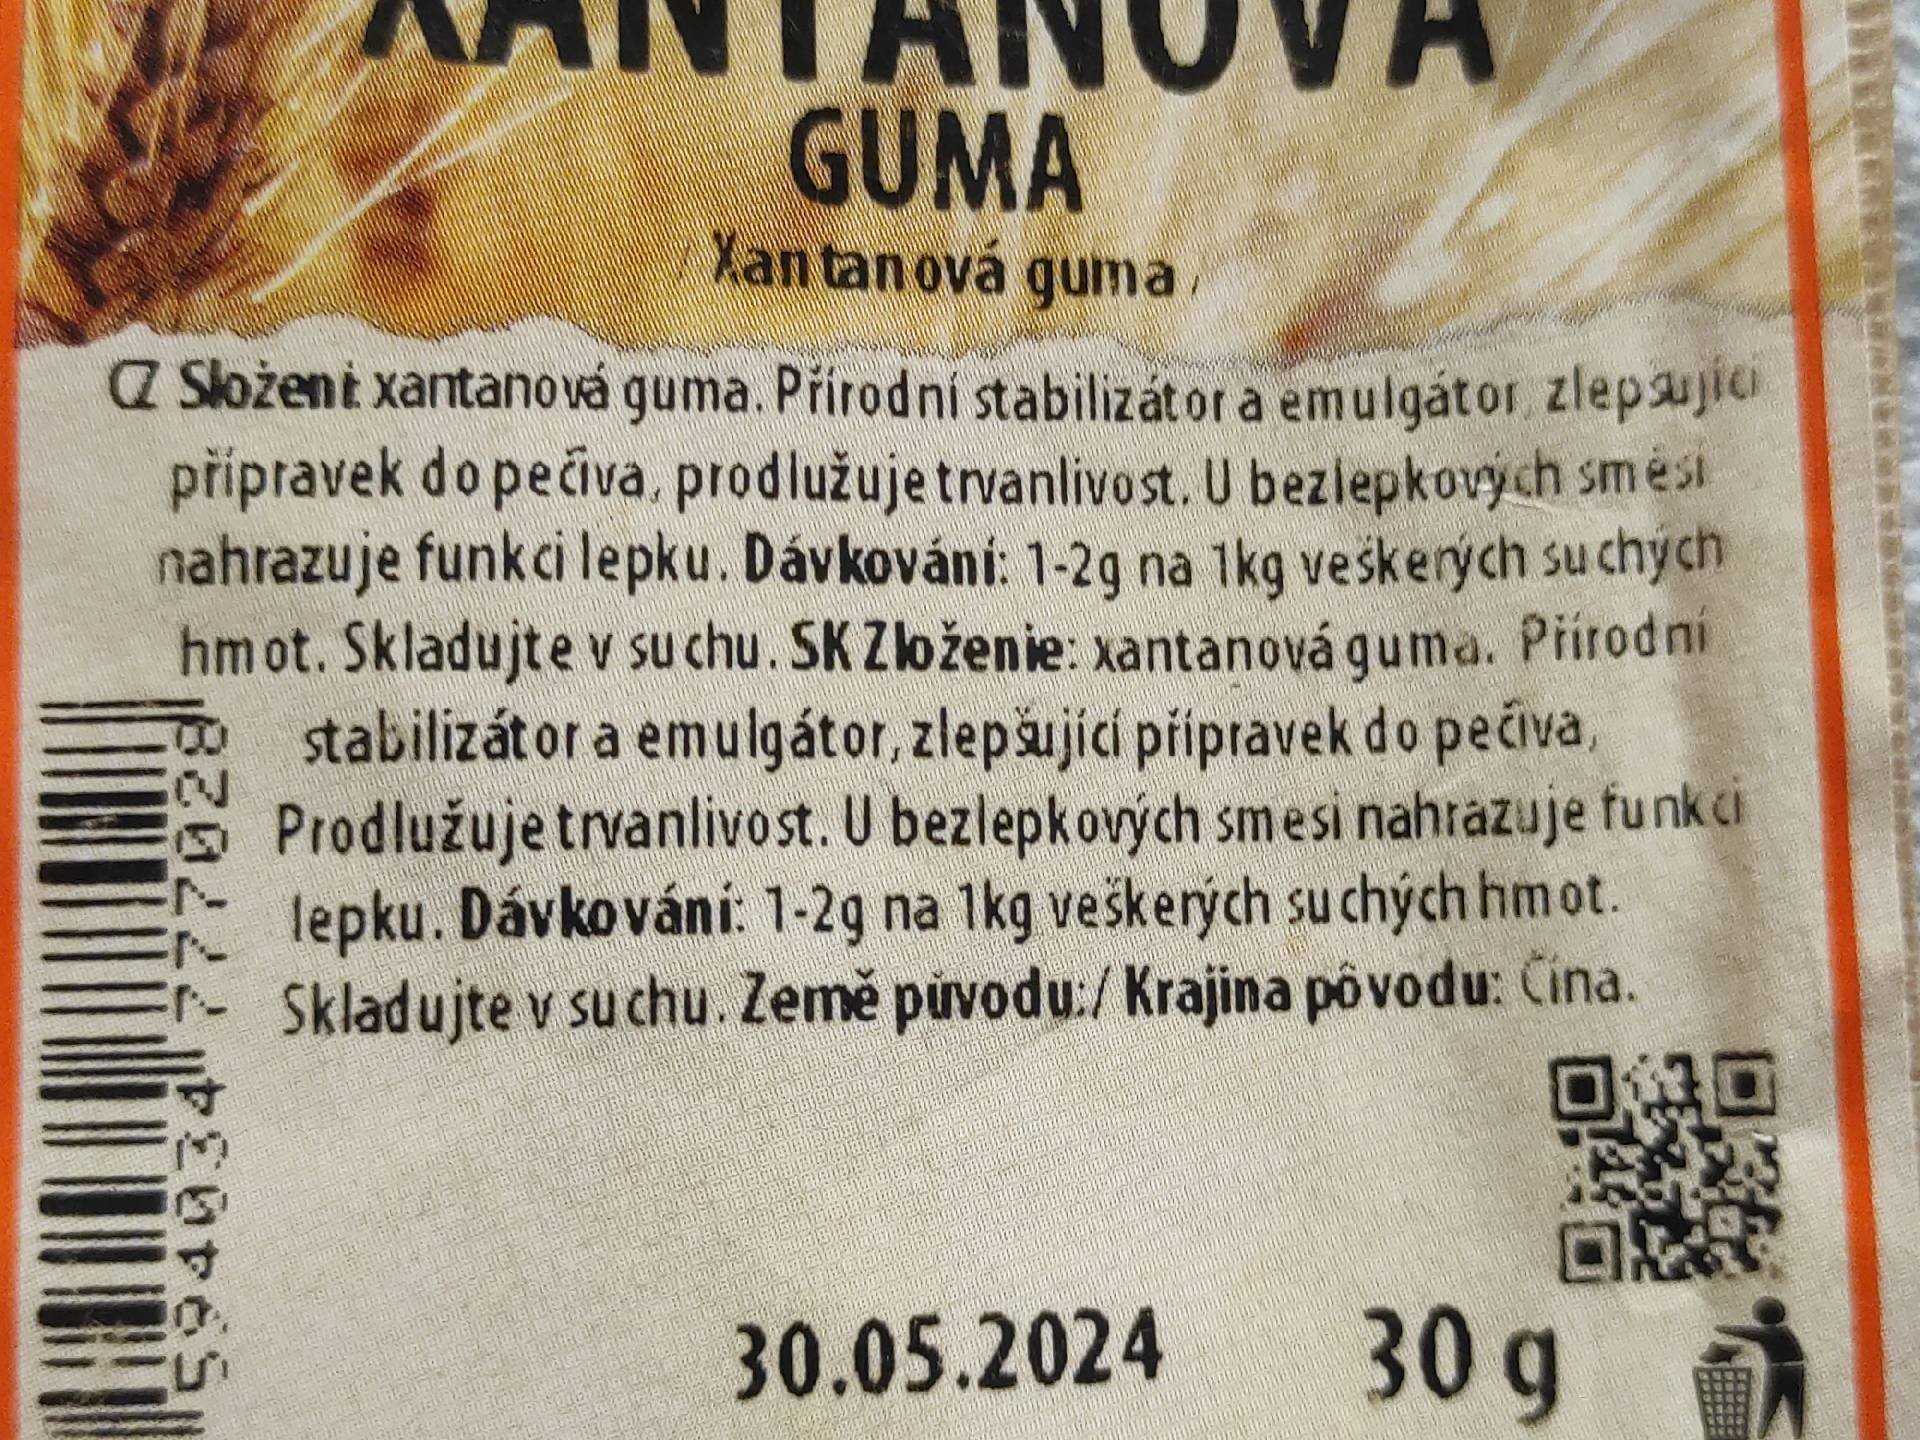 XANTANOVÁ
GUMA
/ Xantanová guma /
CZ Složení: xantanová guma. Přírodní stabilizátor a emulgátor, zlepšující
přípravek do pečiva, prodlužuje trvanlivost. U bezlepkových směsí
nahrazuje funkci lepku. Dávkování: 1-2g na 1kg veškerých suchých
hmot. Skladujte v suchu. SK Zloženie: xantanová guma. Přírodní
stabilizátor a emulgátor, zlepšující přípravek do pečiva,
Prodlužuje trvanlivost. U bezlepkových smesi nahrazuje funkci
lepku. Dávkování: 1-2g na 1kg veškerých suchých hmot.
Skladujte v suchu. Země původu:/ Krajina pôvodu: Čína.
5940347777028
30.05.2024
30 g